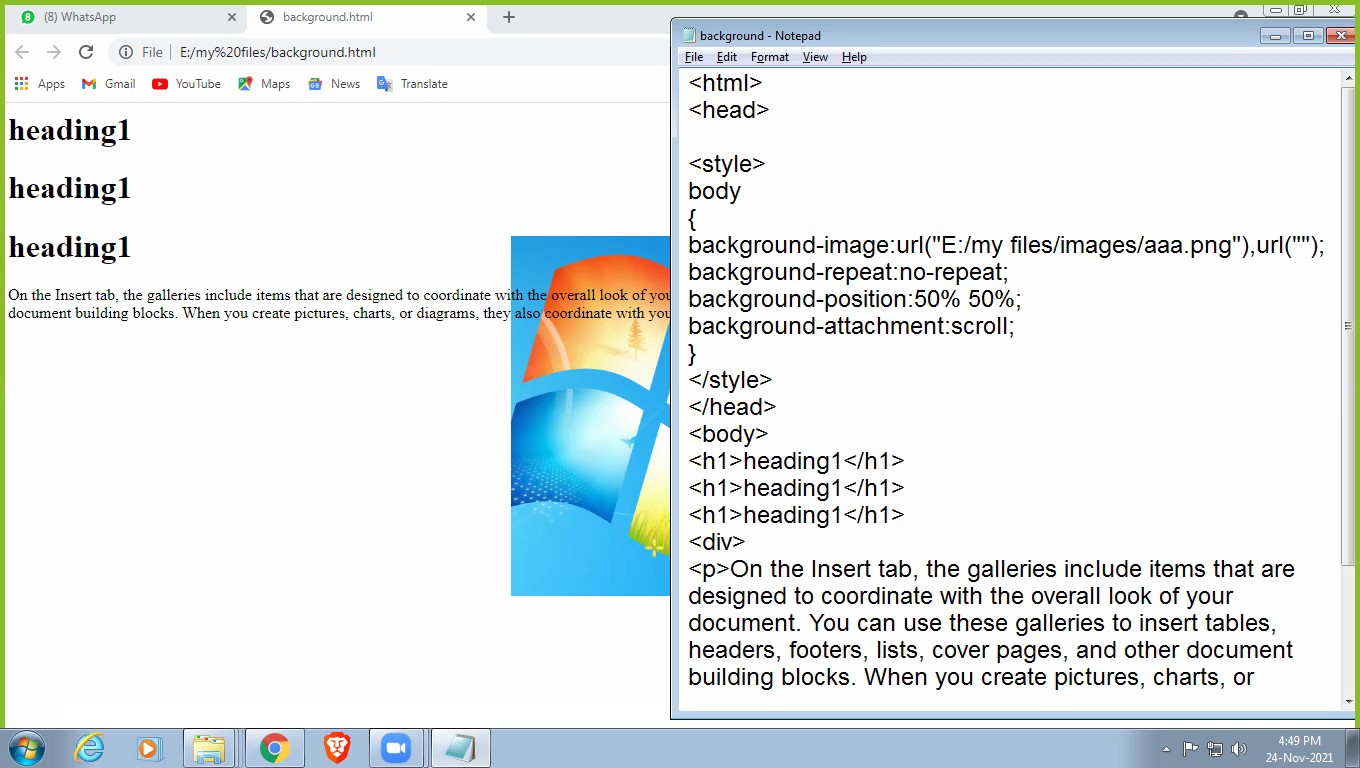 (8) WhatsApp
background.html
File
E:/my%20files/background.html
Apps
Gmail
YouTube
Maps
News
Translate
heading1
heading1
heading1
On the Insert tab, the galleries include items that are designed to coordinate with the overall look of you
document building blocks. When you create pictures, charts, or diagrams, they also coordinate with you
background - Notepad
File Edit Format View Help
<html>
<head>
<style>
body
{
background-image:url("E:/my files/images/aaa.png"),url("");
background-repeat:no-repeat;
background-position:50% 50%;
background-attachment:scroll;
}
</style>
</head>
<body>
<h1>heading1</h1>
<h1>heading1</h1>
<h1>heading1</h1>
<div>
<p>On the Insert tab, the galleries include items that are
designed to coordinate with the overall look of your
document. You can use these galleries to insert tables,
headers, footers, lists, cover pages, and other document
building blocks. When you create pictures, charts, or
4:49 PM
24-Nov-2021